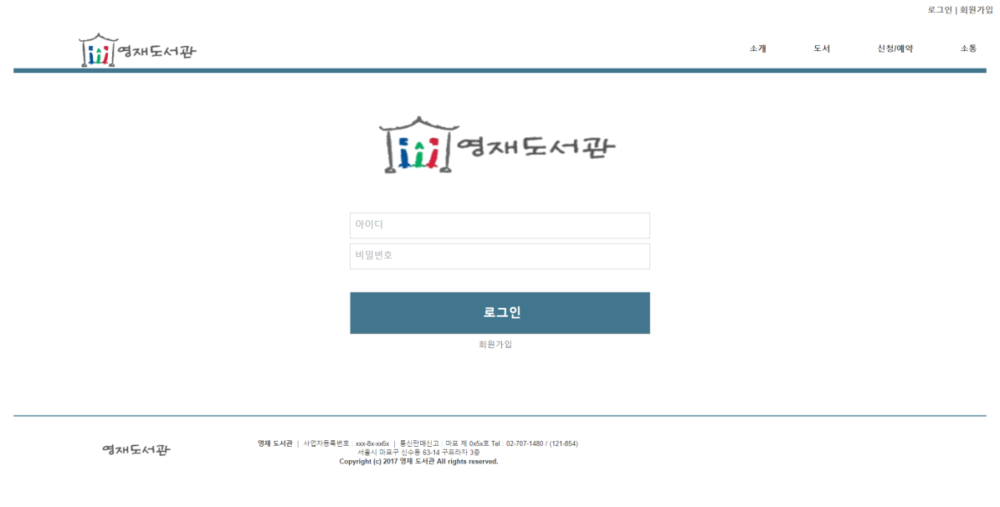 로그인 | 회원가입
영재도서관
소개 도서 신청/예약 소통
영재도서관
아이디
비밀번호
로그인
회원가입
영재도서관
영재 도서관 | 사업자등록번호 : xxx-8x-xx6x | 통신판매신고 : 마포 제 0x5x호 Tel : 02-707-1480 / (121-854)
서울시 마포구 신수동 63-14 구프라자 3층
Copyright (c) 2017 영재 도서관 All rights reserved.